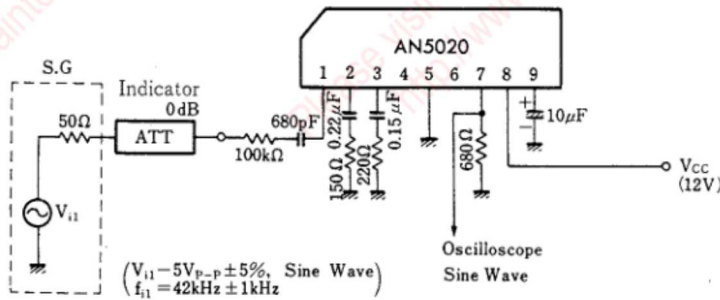 AN5020
1 2 3 4 5 6 7 8 9
S.G
Indicator
0dB
50Ω
ATT
100kΩ
680pF
0.22μF
150Ω
0.15μF
220Ω
680Ω
+
−
10μF
VCC
(12V)
Vi1
Oscilloscope
Sine Wave
(Vi1−5VP−P±5%, Sine Wave)
(fi1=42kHz±1kHz)